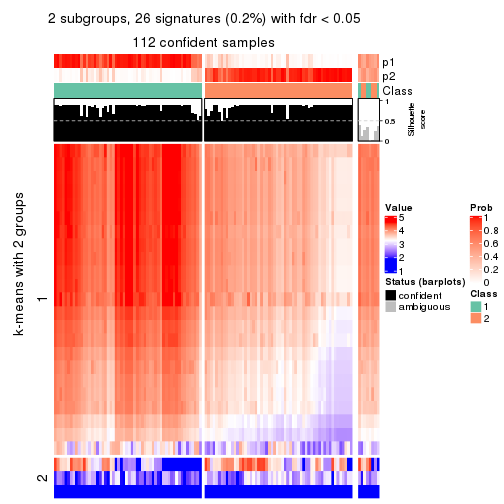 2 subgroups, 26 signatures (0.2%) with fdr < 0.05
112 confident samples
p1
p2
Class
1
0.5
0
Silhouette
score
k-means with 2 groups
1
2
Value
5
4
3
2
1
Status (barplots)
confident
ambiguous
Prob
1
0.8
0.6
0.4
0.2
0
Class
1
2